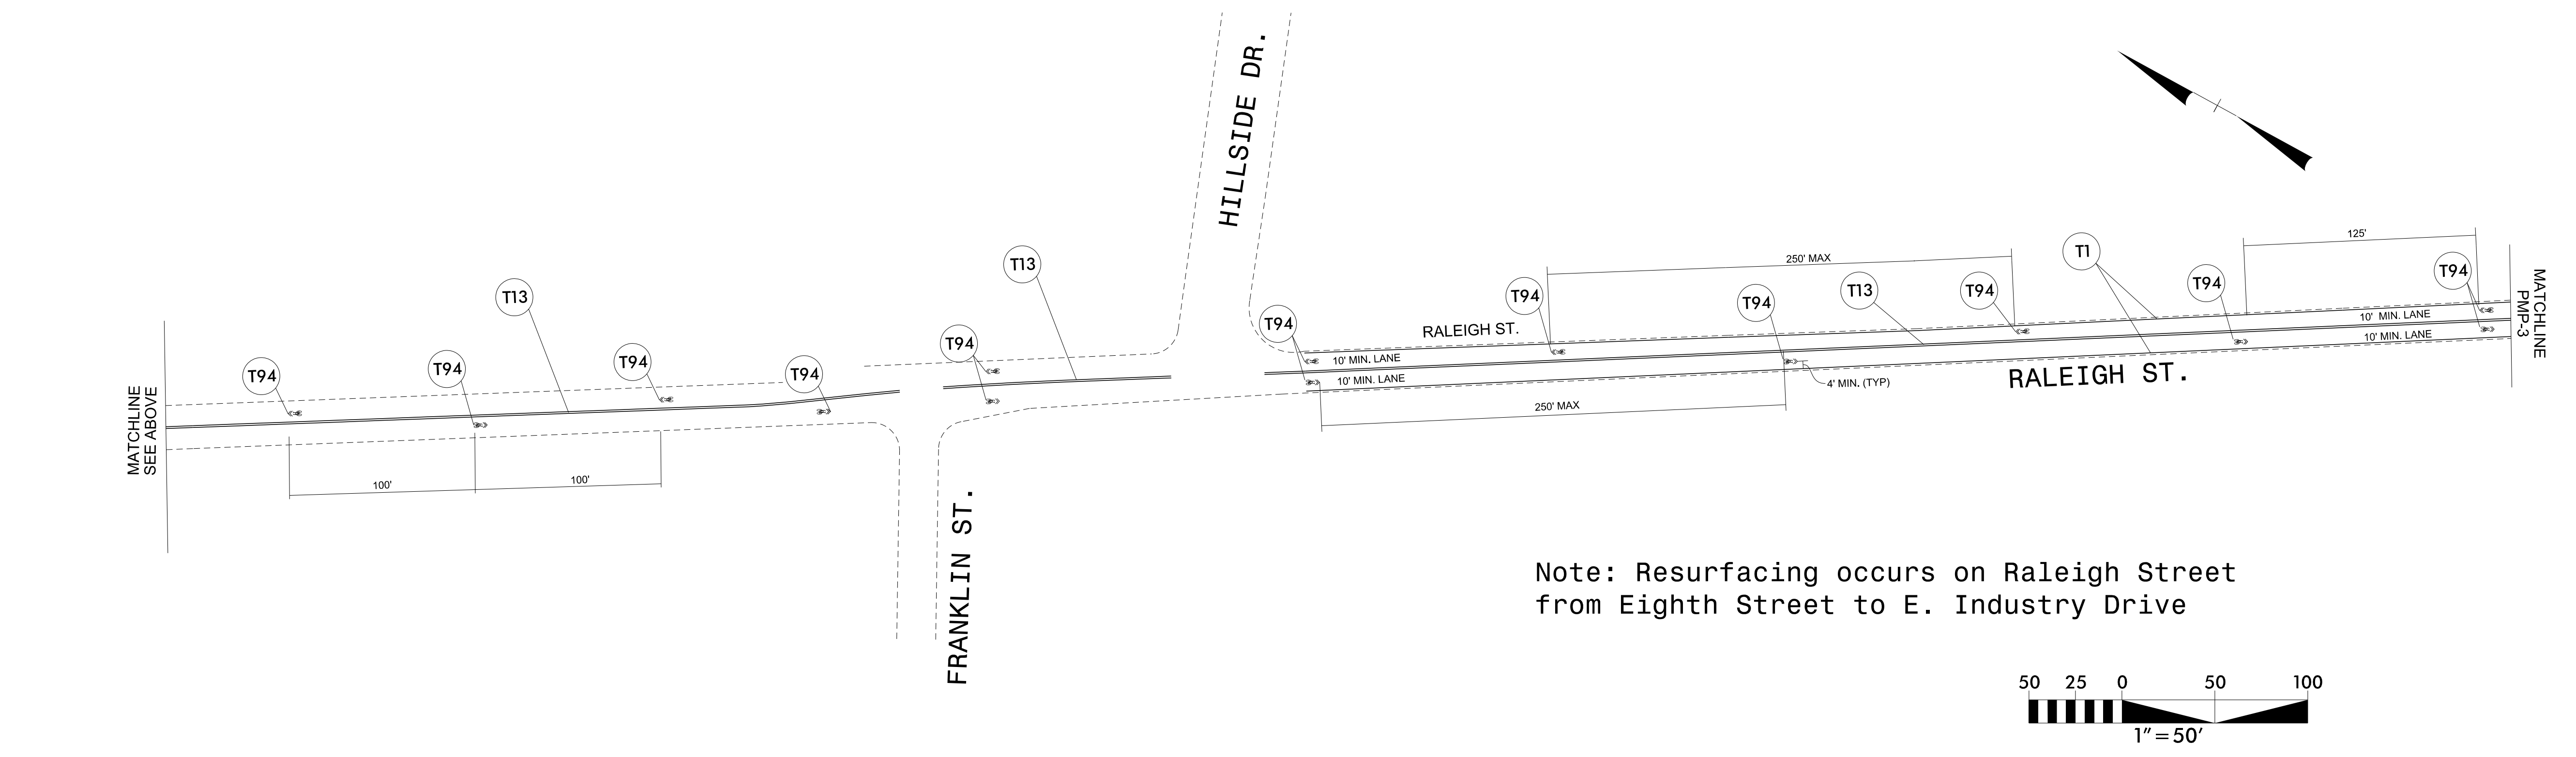 HILLSIDE DR.
T13
T13
T94
T94
T94
T94
T94
T94
T94
T94
T13
T94
T1
T94
T94
125'
250' MAX
RALEIGH ST.
10' MIN. LANE
10' MIN. LANE
10' MIN. LANE
10' MIN. LANE
RALEIGH ST.
4' MIN. (TYP)
250' MAX
MATCHLINE
PMP-3
MATCHLINE
SEE ABOVE
100'
100'
FRANKLIN ST.
Note: Resurfacing occurs on Raleigh Street
from Eighth Street to E. Industry Drive
50 25 0 50 100
1"=50'